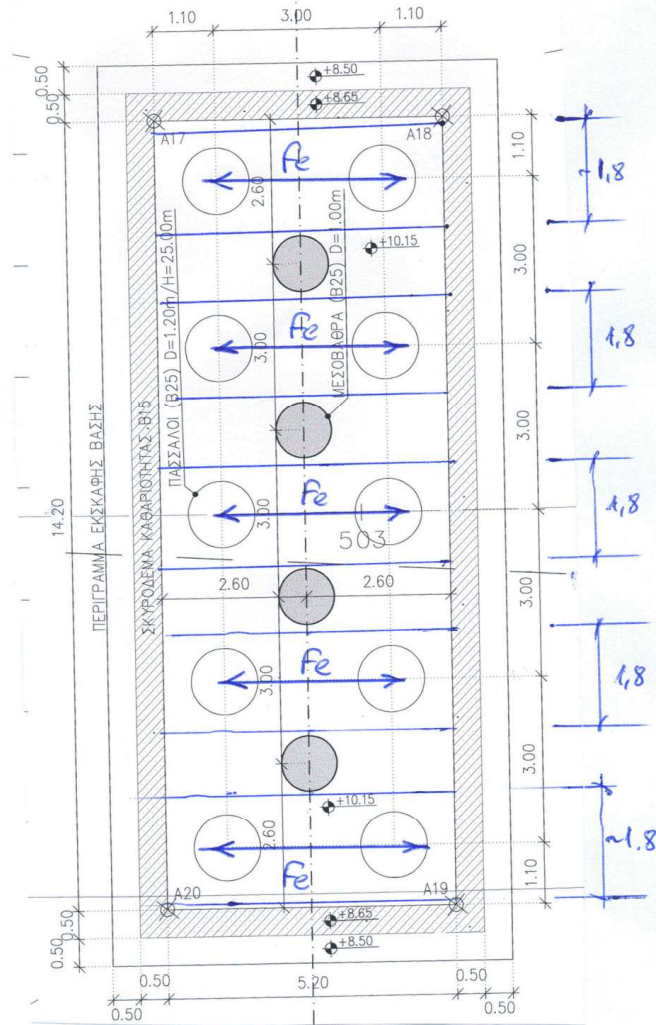 1.10 3.00 1.10
0.50
0.50
+8.50
+8.65
A17
A18
Fe
2.60
1.10
~1,8
+10.15
3.00
ΠΑΣΣΑΛΟΙ (B25) D=1.20m/H=25.00m
ΜΕΣΟΒΑΘΡΑ (B25) D=1.00m
Fe
3.00
1,8
3.00
ΠΕΡΙΓΡΑΜΜΑ ΕΚΣΚΑΦΗΣ ΒΑΣΗΣ
ΣΚΥΡΟΔΕΜΑ ΚΑΘΑΡΙΟΤΗΤΑΣ B15
14.20
Fe
3.00
503
1,8
2.60 2.60
3.00
Fe
3.00
1,8
3.00
+10.15
2.60
Fe
~1.8
1.10
A20
A19
+8.65
+8.50
0.50
0.50
0.50 5.20 0.50
0.50 0.50